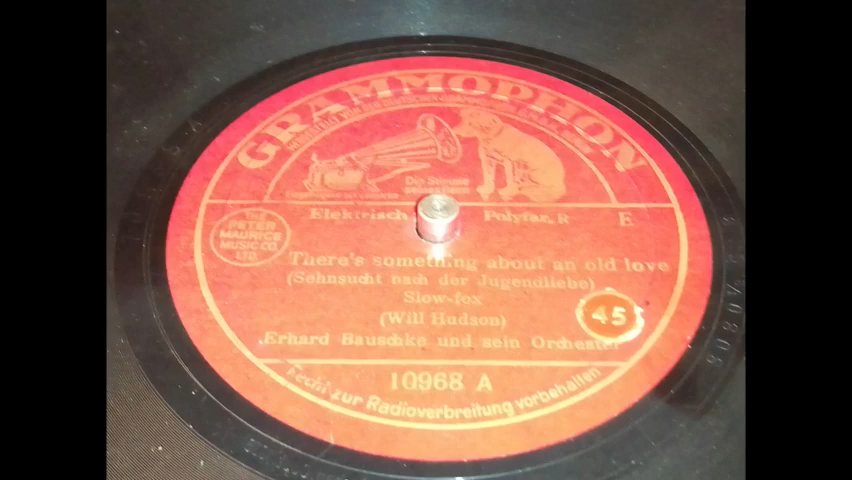 GRAMMOPHON
Die Stimme
seines Herrn
Elektrisch Polyfar. R E
THE
PETER
MAURICE
MUSIC CO.
LTD.
There's something about an old love
(Sehnsucht nach der Jugendliebe)
Slow-fox
(Will Hudson)
45
Erhard Bauschke und sein Orchester
10968 A
Recht zur Radioverbreitung vorbehalten